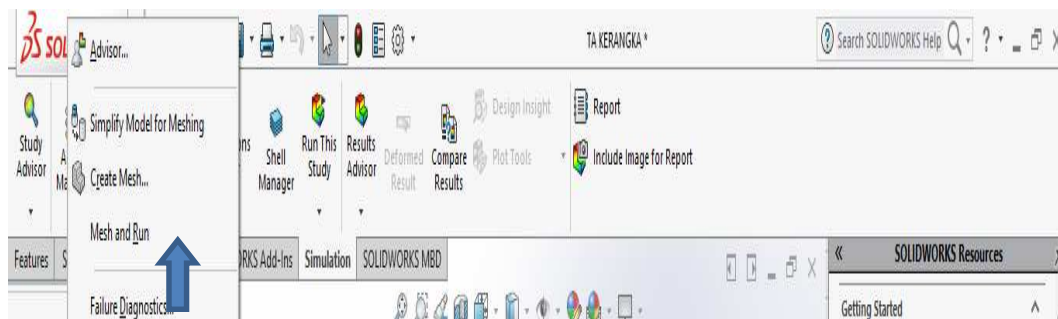 SOL
TA KERANGKA *
Search SOLIDWORKS Help
?
Advisor...
Simplify Model for Meshing
Create Mesh...
Mesh and Run
Failure Diagnostics...
Study
Advisor
Shell
Manager
Run This
Study
Results
Advisor
Deformed
Result
Compare
Results
Design Insight
Plot Tools
Report
Include Image for Report
Features
RKS Add-Ins
Simulation
SOLIDWORKS MBD
SOLIDWORKS Resources
Getting Started